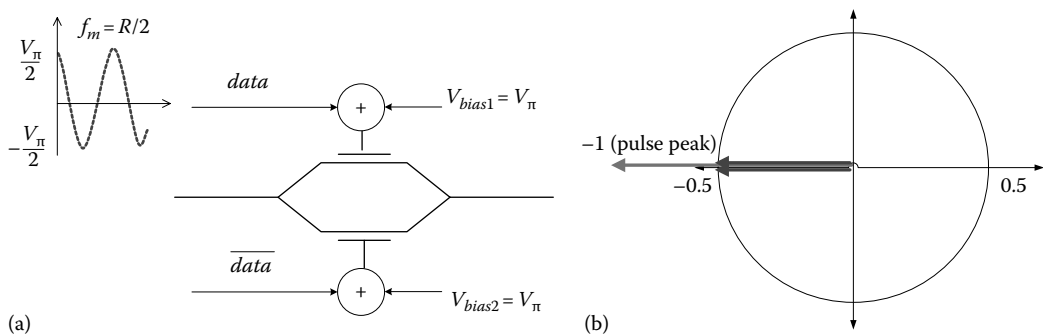 f_m = R/2
V_π/2
−V_π/2
data
+
V_bias1 = V_π
data̅
+
V_bias2 = V_π
(a)
−1 (pulse peak)
−0.5
0.5
(b)